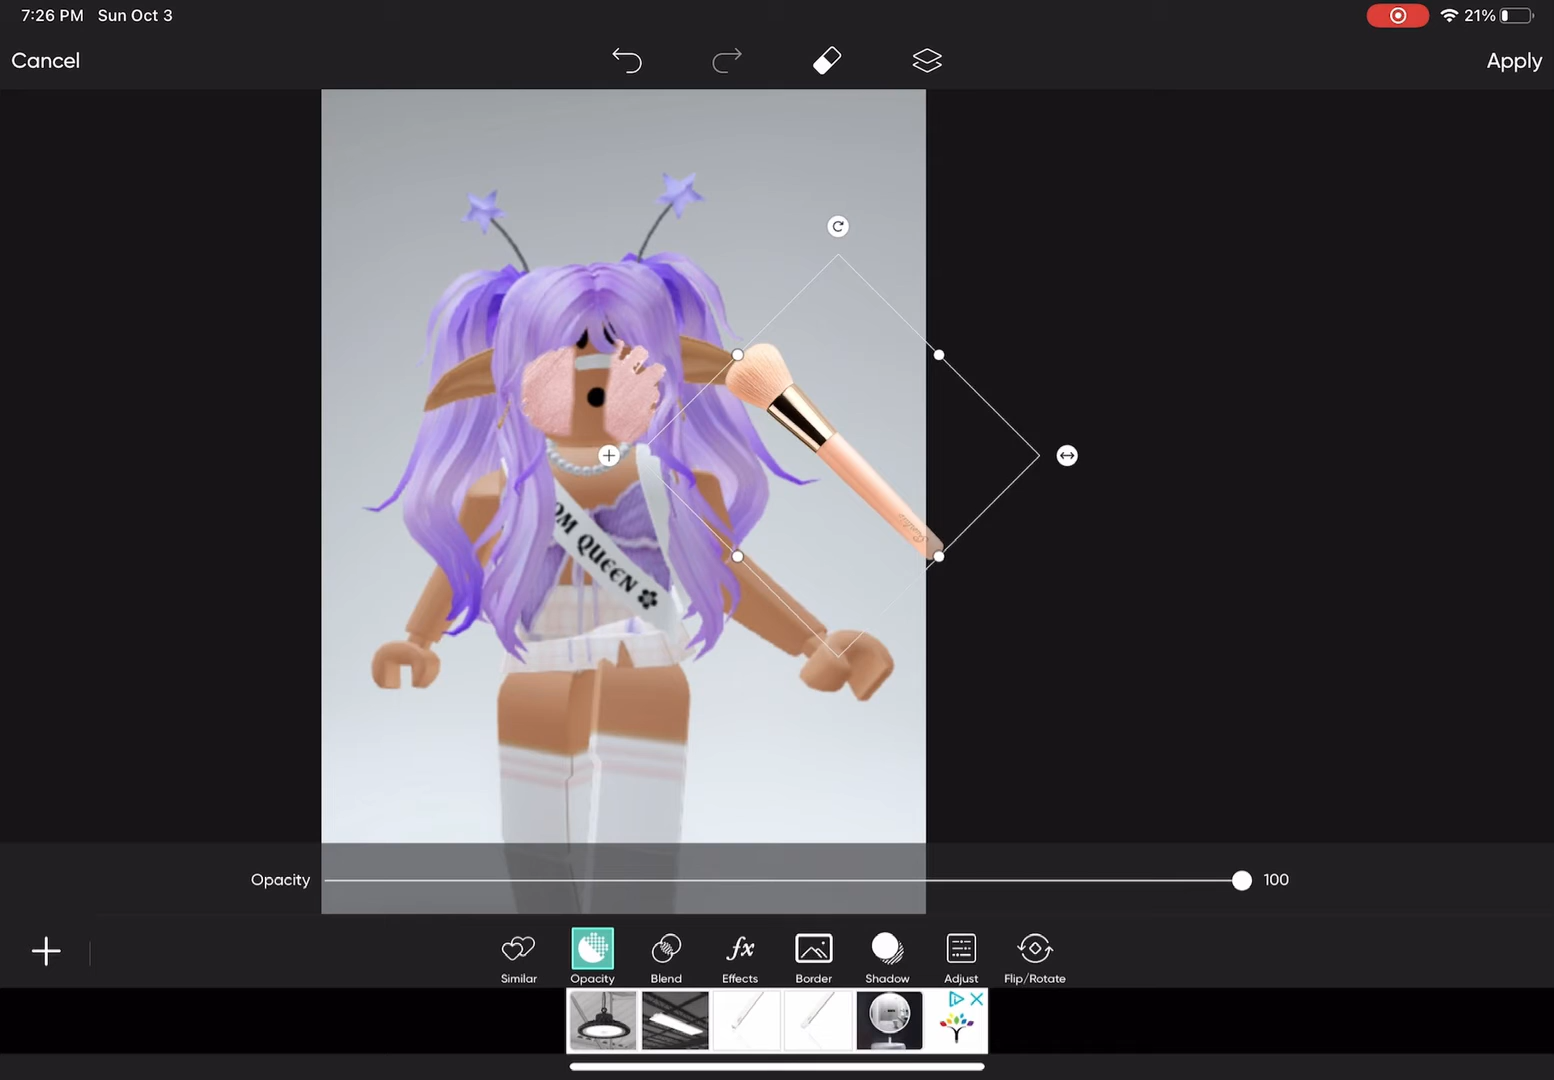 7:26 PM Sun Oct 3
21%
Cancel
Apply
OM QUEEN
Opacity
100
Similar
Opacity
Blend
fx
Effects
Border
Shadow
Adjust
Flip/Rotate